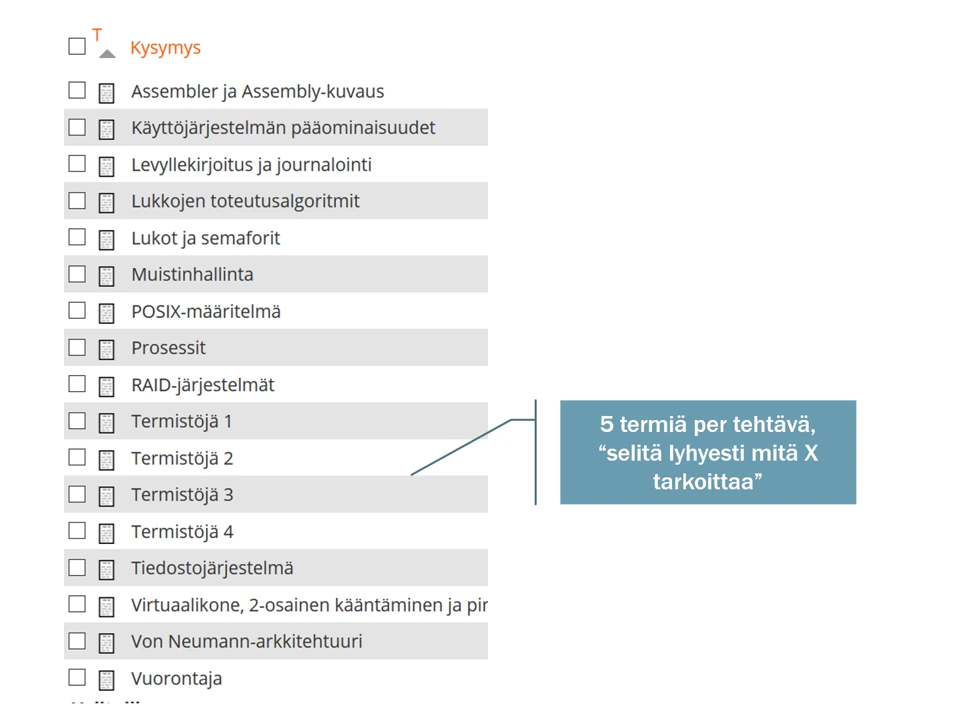 T
Kysymys
Assembler ja Assembly-kuvaus
Käyttöjärjestelmän pääominaisuudet
Levyllekirjoitus ja journalointi
Lukkojen toteutusalgoritmit
Lukot ja semaforit
Muistinhallinta
POSIX-määritelmä
Prosessit
RAID-järjestelmät
Termistöjä 1
Termistöjä 2
Termistöjä 3
Termistöjä 4
Tiedostojärjestelmä
Virtuaalikone, 2-osainen kääntäminen ja
Von Neumann-arkkitehtuuri
Vuorontaja
5 termiä per tehtävä,
“selitä lyhyesti mitä X
tarkoittaa”